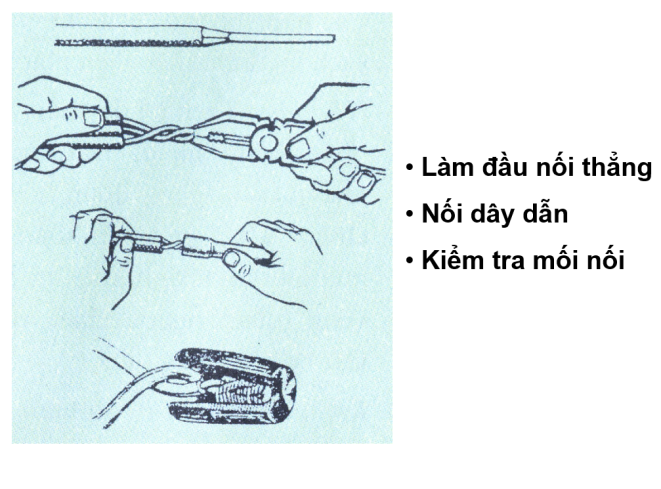 • Làm đầu nối thẳng
• Nối dây dẫn
• Kiểm tra mối nối